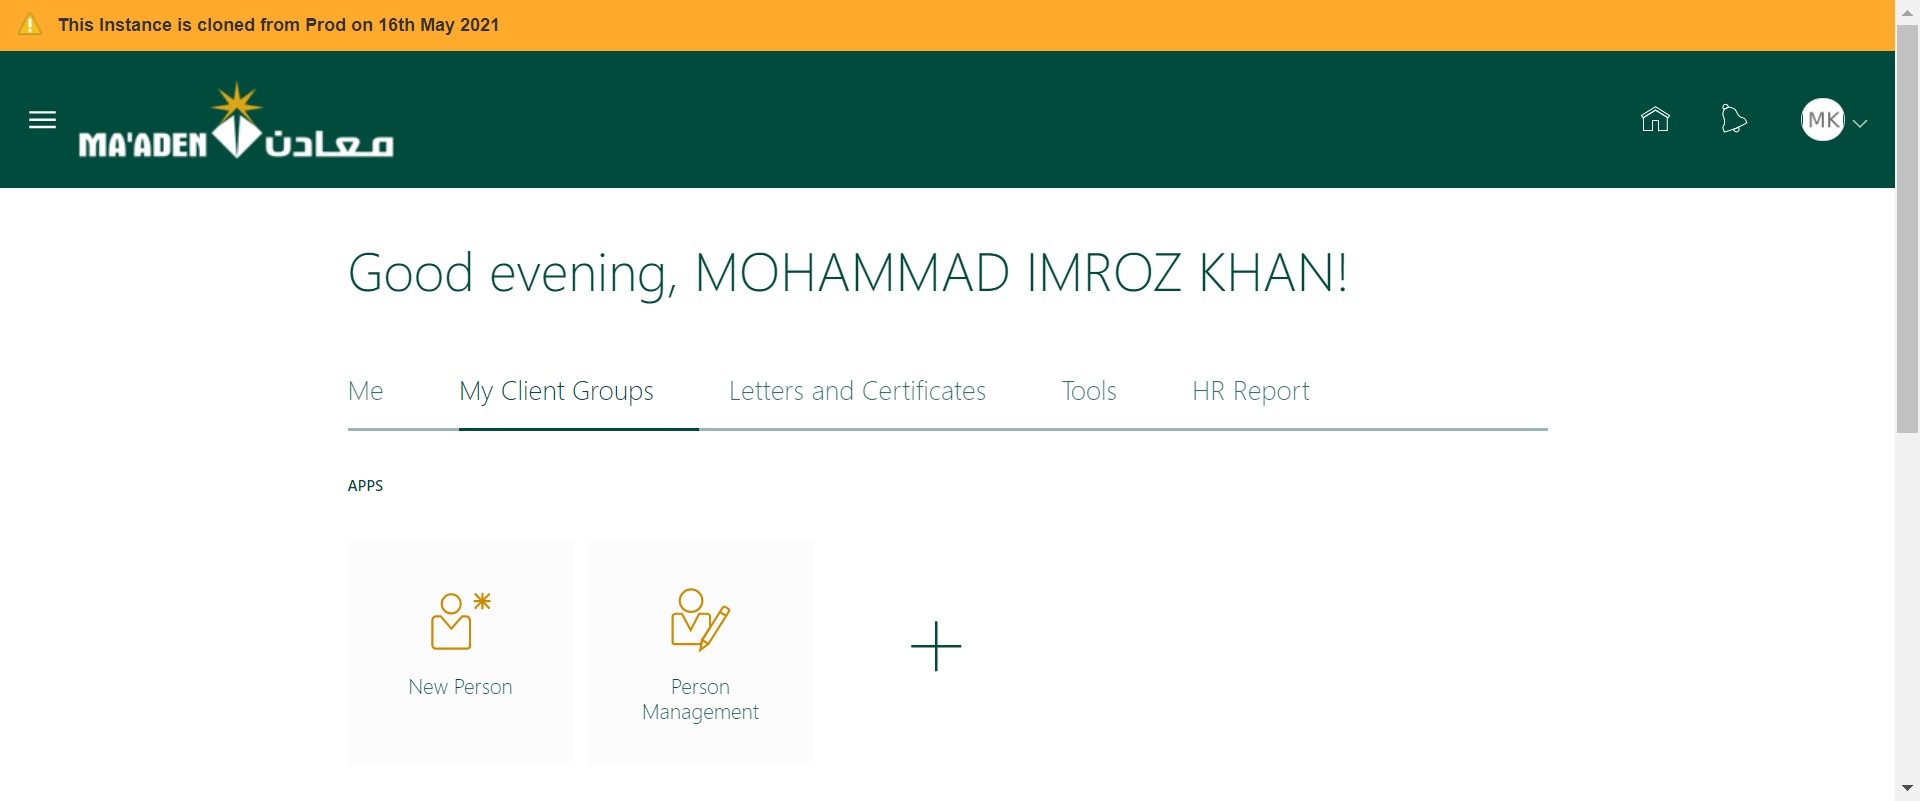 This Instance is cloned from Prod on 16th May 2021
MA'ADEN معادن
MK
Good evening, MOHAMMAD IMROZ KHAN!
Me My Client Groups Letters and Certificates Tools HR Report
APPS
New Person
Person
Management